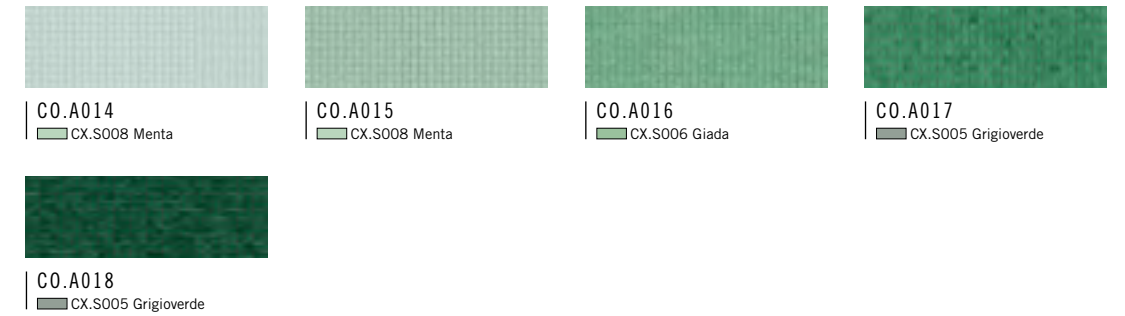 CO.A014
CX.S008 Menta
CO.A015
CX.S008 Menta
CO.A016
CX.S006 Giada
CO.A017
CX.S005 Grigioverde
CO.A018
CX.S005 Grigioverde